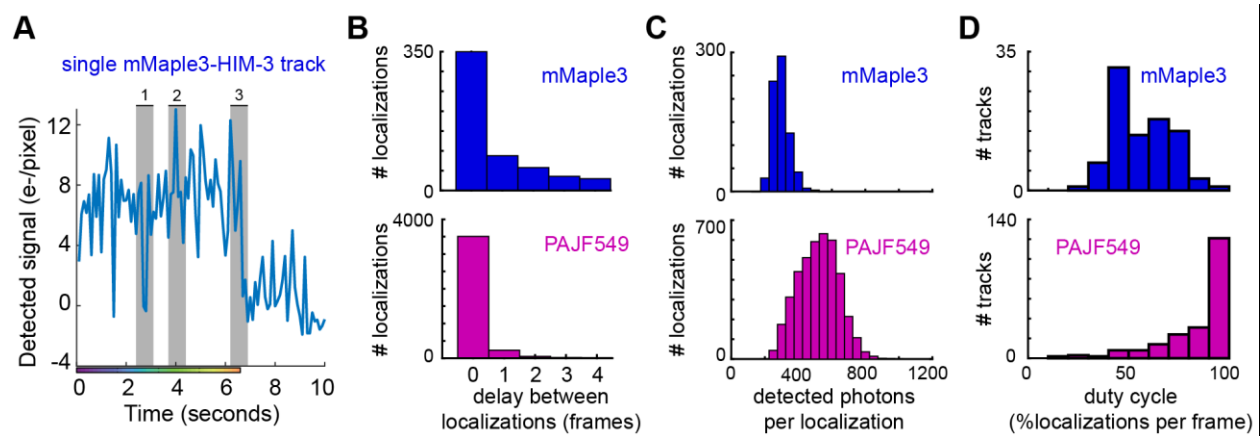 A
single mMaple3-HIM-3 track
1
2
3
12
8
4
0
-4
Detected signal (e-/pixel)
0
2
4
6
8
10
Time (seconds)
B
350
0
# localizations
mMaple3
4000
0
# localizations
PAJF549
0
1
2
3
4
delay between
localizations (frames)
C
300
0
# localizations
mMaple3
700
0
# localizations
PAJF549
0
400
800
1200
detected photons
per localization
D
35
0
# tracks
mMaple3
140
0
# tracks
PAJF549
0
50
100
duty cycle
(%localizations per frame)